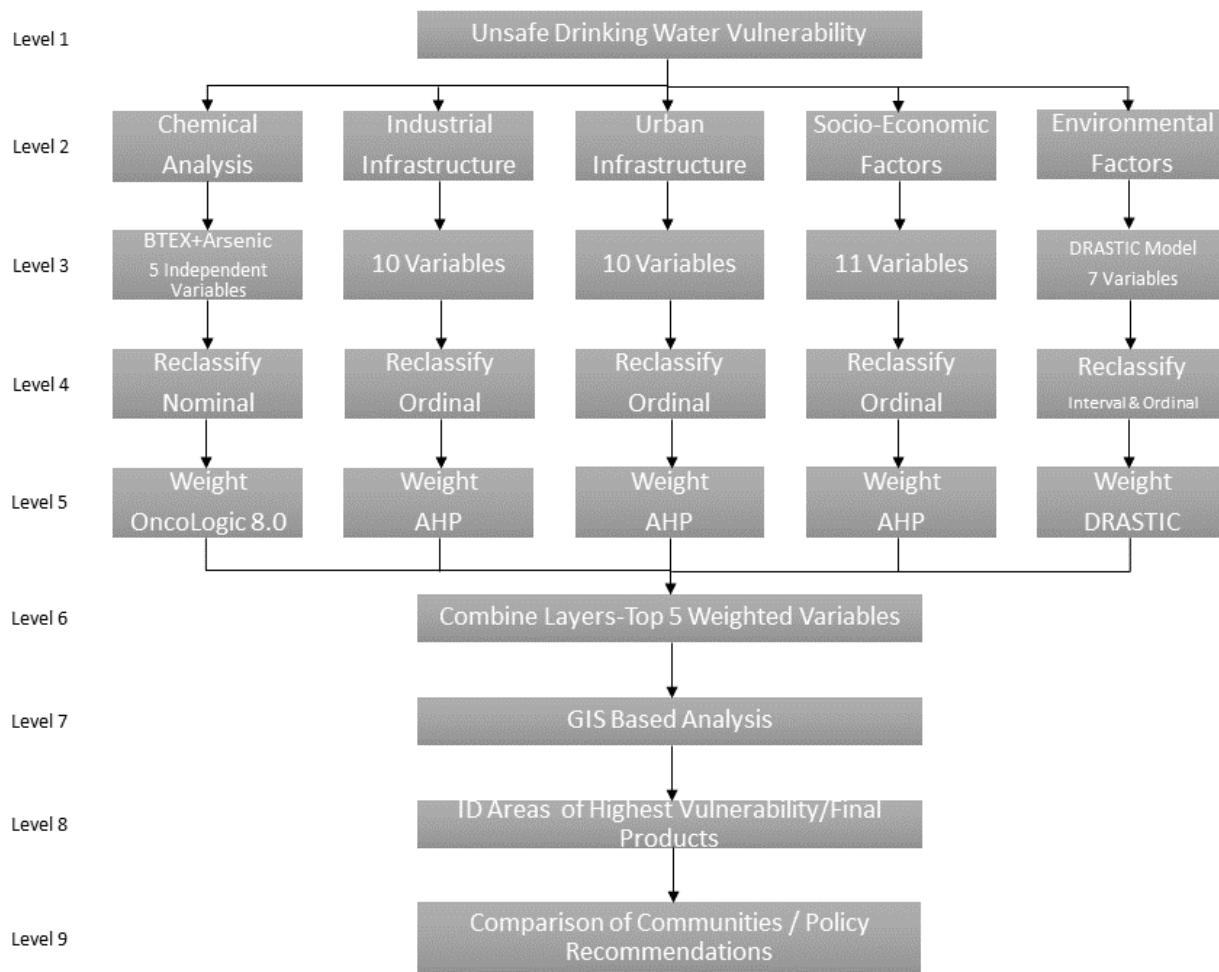 Level 1
Unsafe Drinking Water Vulnerability
Level 2
Chemical
Analysis
Industrial
Infrastructure
Urban
Infrastructure
Socio-Economic
Factors
Environmental
Factors
Level 3
BTEX+Arsenic
5 Independent
Variables
10 Variables
10 Variables
11 Variables
DRASTIC Model
7 Variables
Level 4
Reclassify
Nominal
Reclassify
Ordinal
Reclassify
Ordinal
Reclassify
Ordinal
Reclassify
Interval & Ordinal
Level 5
Weight
OncoLogic 8.0
Weight
AHP
Weight
AHP
Weight
AHP
Weight
DRASTIC
Level 6
Combine Layers-Top 5 Weighted Variables
Level 7
GIS Based Analysis
Level 8
ID Areas of Highest Vulnerability/Final
Products
Level 9
Comparison of Communities / Policy
Recommendations